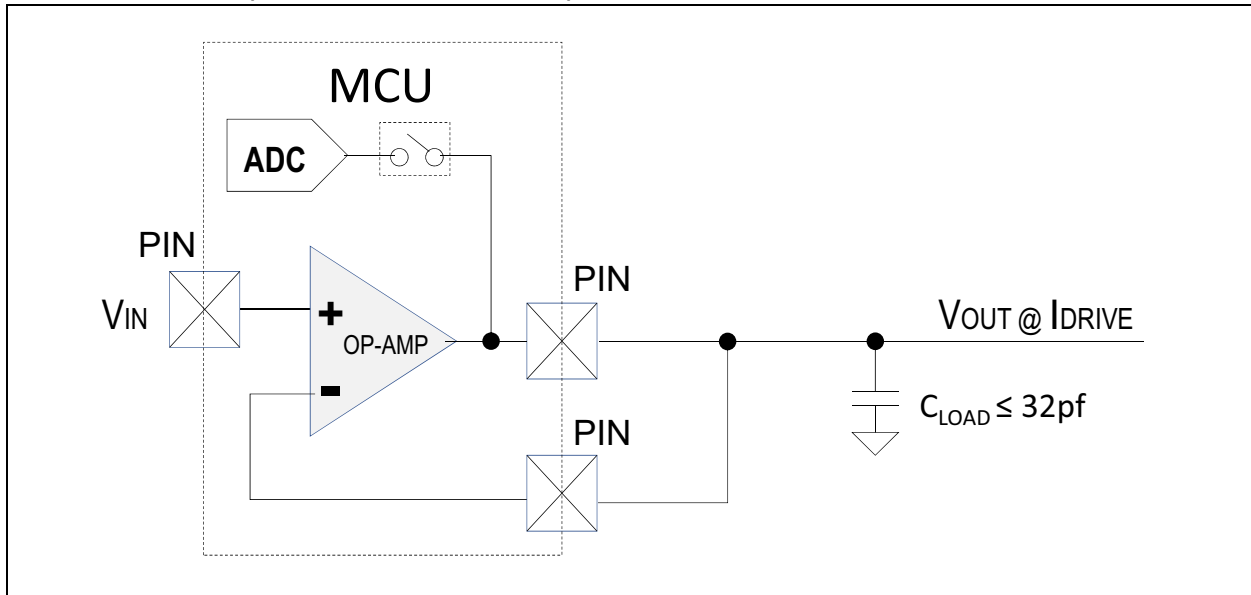 MCU
ADC
PIN
VIN
+
OP-AMP
-
PIN
VOUT @ IDRIVE
CLOAD ≤ 32pf
PIN